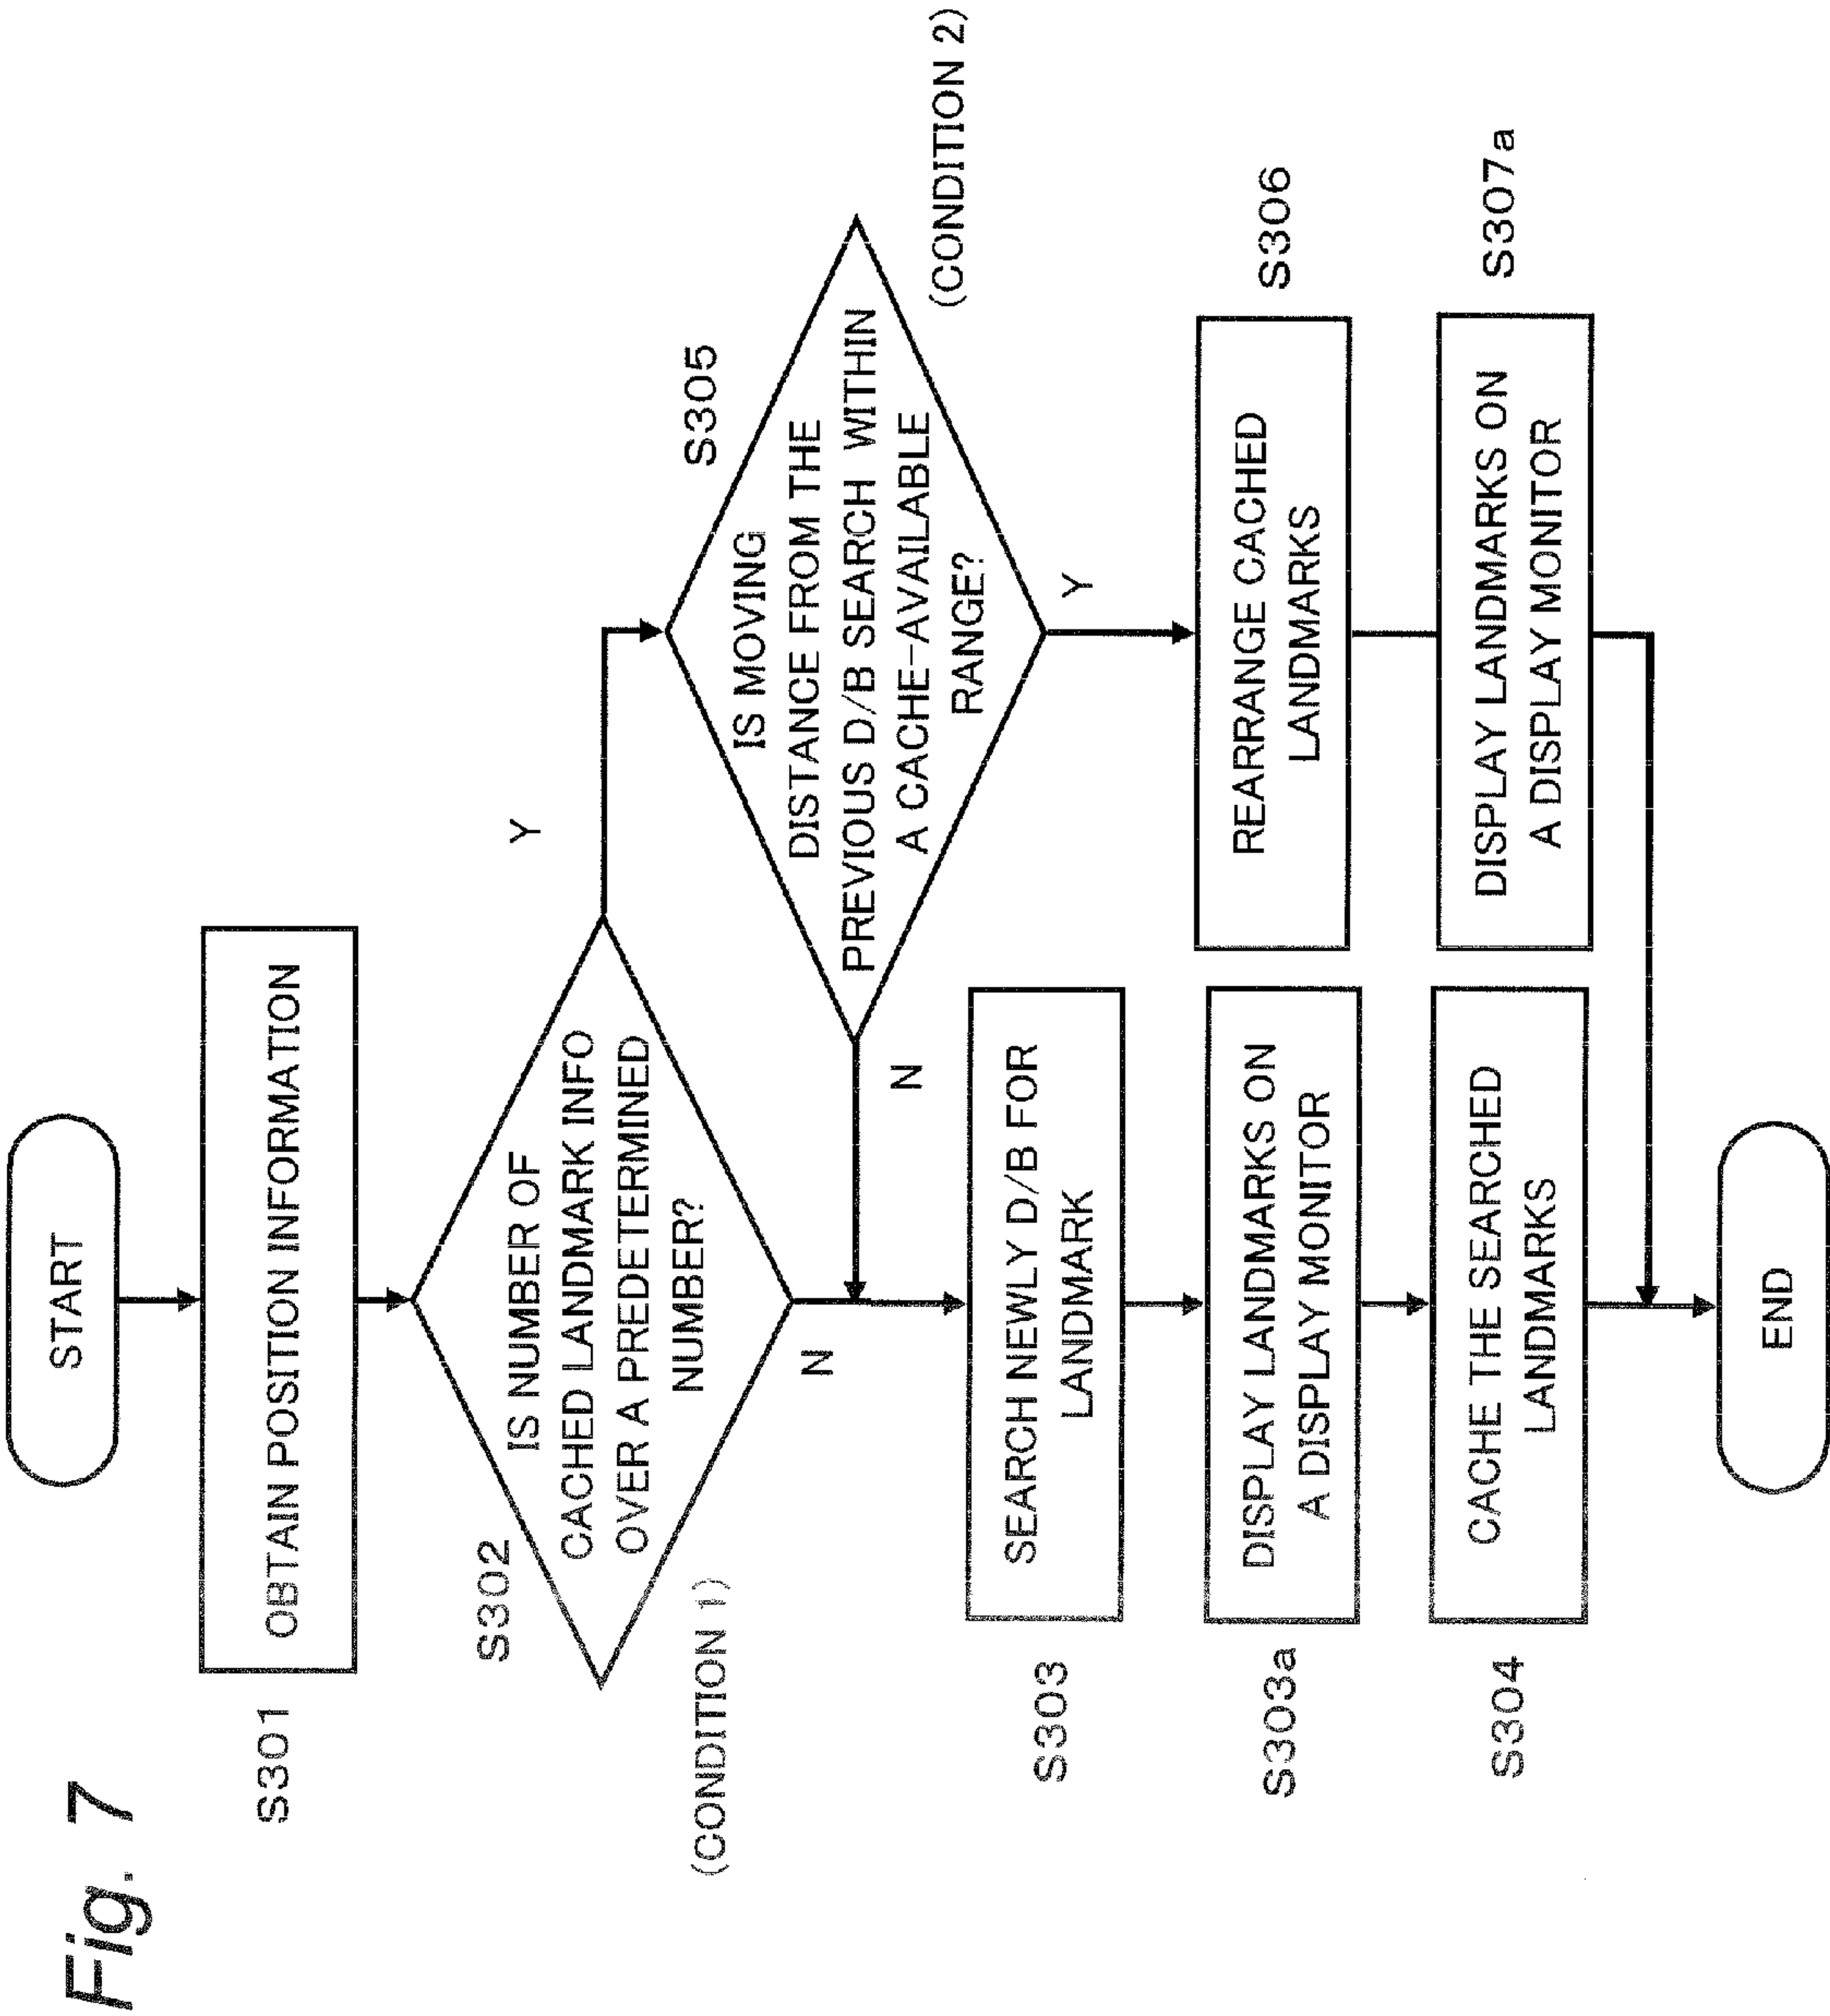 Fig. 7
START
S301
OBTAIN POSITION INFORMATION
S302
IS NUMBER OF
CACHED LANDMARK INFO
OVER A PREDETERMINED
NUMBER?
(CONDITION 1)
Y
N
S305
IS MOVING
DISTANCE FROM THE
PREVIOUS D/B SEARCH WITHIN
A CACHE-AVAILABLE
RANGE?
(CONDITION 2)
N
Y
S303
SEARCH NEWLY D/B FOR
LANDMARK
S306
REARRANGE CACHED
LANDMARKS
S303a
DISPLAY LANDMARKS ON
A DISPLAY MONITOR
S307a
DISPLAY LANDMARKS ON
A DISPLAY MONITOR
S304
CACHE THE SEARCHED
LANDMARKS
END